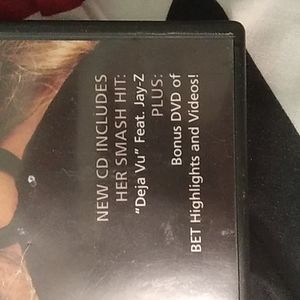 NEW CD INCLUDES
HER SMASH HIT:
"Deja Vu" Feat. Jay-Z
PLUS:
Bonus DVD of
BET Highlights and Videos!